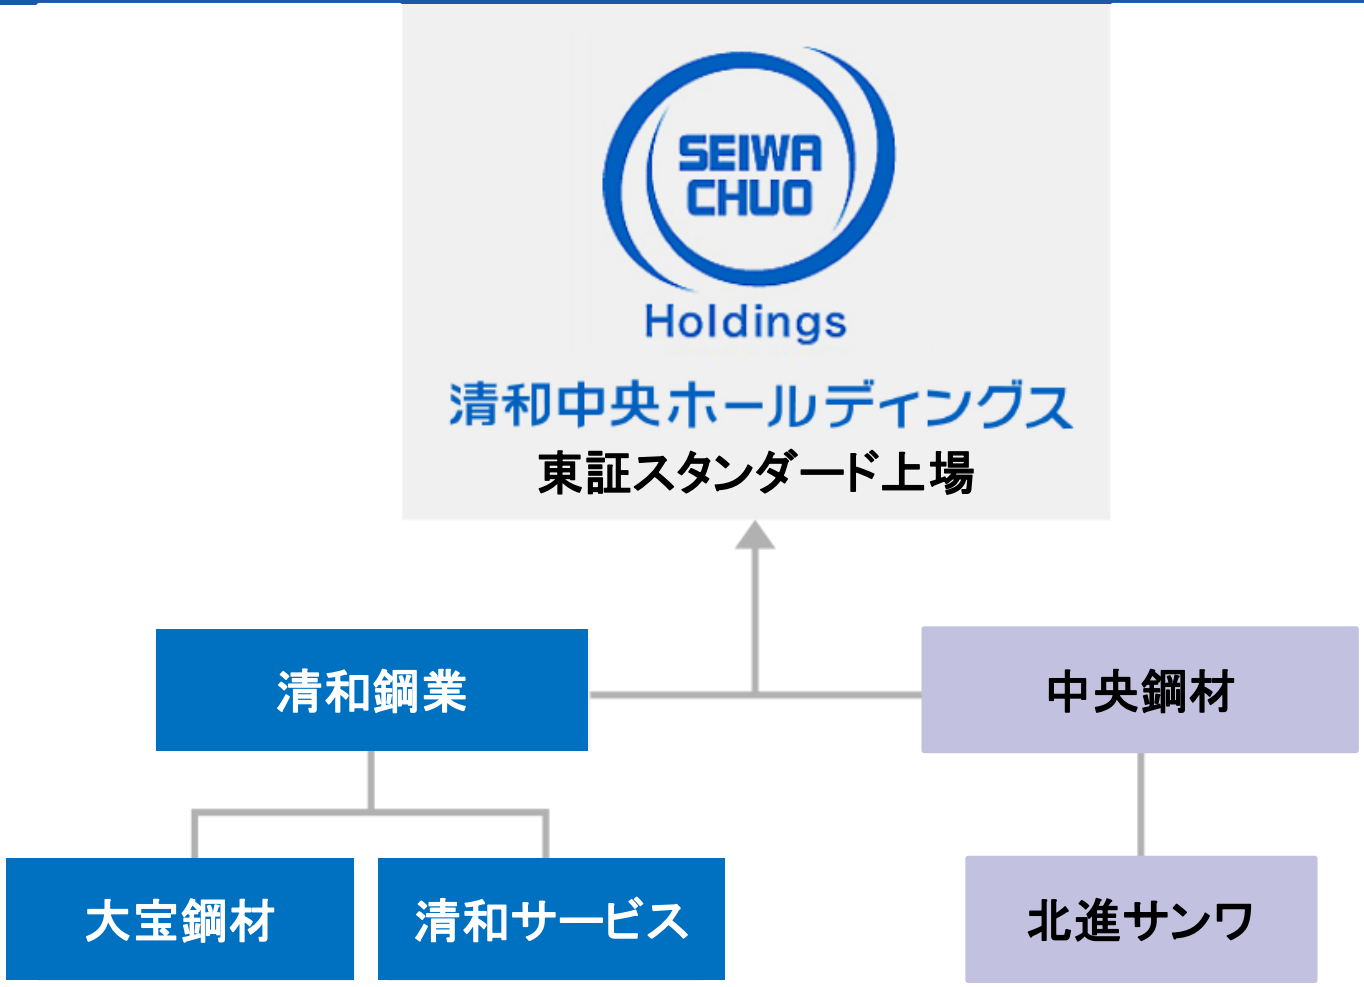 SEIWA
CHUO
Holdings
清和中央ホールディングス
東証スタンダード上場
清和鋼業
中央鋼材
大宝鋼材
清和サービス
北進サンワ